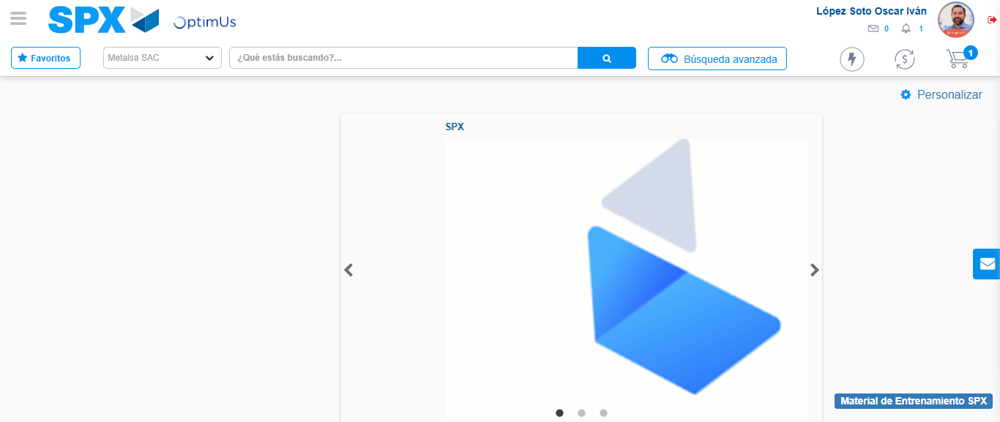 SPX OptimUs
López Soto Oscar Iván
0 1
Favoritos Metalsa SAC ¿Qué estás buscando?... Búsqueda avanzada 1
Personalizar
SPX
Material de Entrenamiento SPX